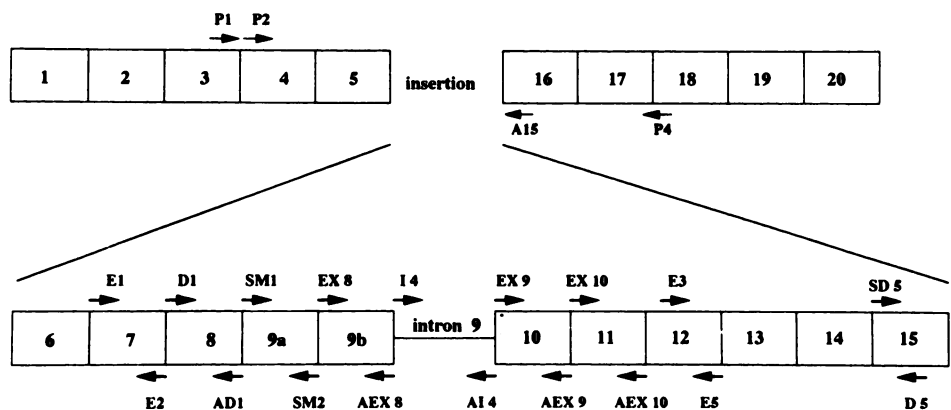 P1 P2
1 2 3 4 5 insertion 16 17 18 19 20
A15 P4
E1 D1 SM1 EX 8 I 4 EX 9 EX 10 E3 SD 5
6 7 8 9a 9b intron 9 10 11 12 13 14 15
E2 AD1 SM2 AEX 8 AI 4 AEX 9 AEX 10 E5 D 5